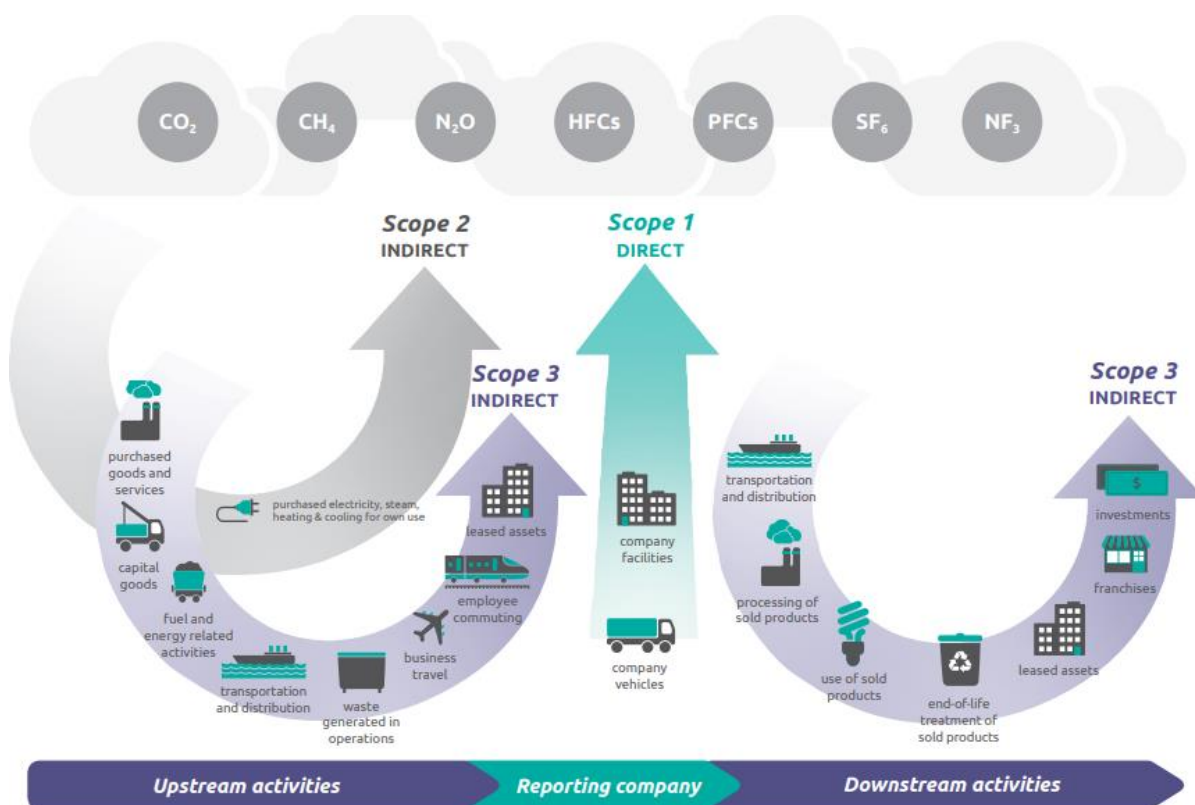 CO₂
CH₄
N₂O
HFCs
PFCs
SF₆
NF₃
Scope 2
INDIRECT
Scope 1
DIRECT
Scope 3
INDIRECT
Scope 3
INDIRECT
purchased
goods and
services
capital
goods
fuel and
energy related
activities
transportation
and distribution
waste
generated in
operations
business
travel
employee
commuting
leased assets
purchased electricity, steam,
heating & cooling for own use
company
facilities
company
vehicles
transportation
and distribution
processing of
sold products
use of sold
products
end-of-life
treatment of
sold products
leased assets
franchises
$
investments
Upstream activities
Reporting company
Downstream activities